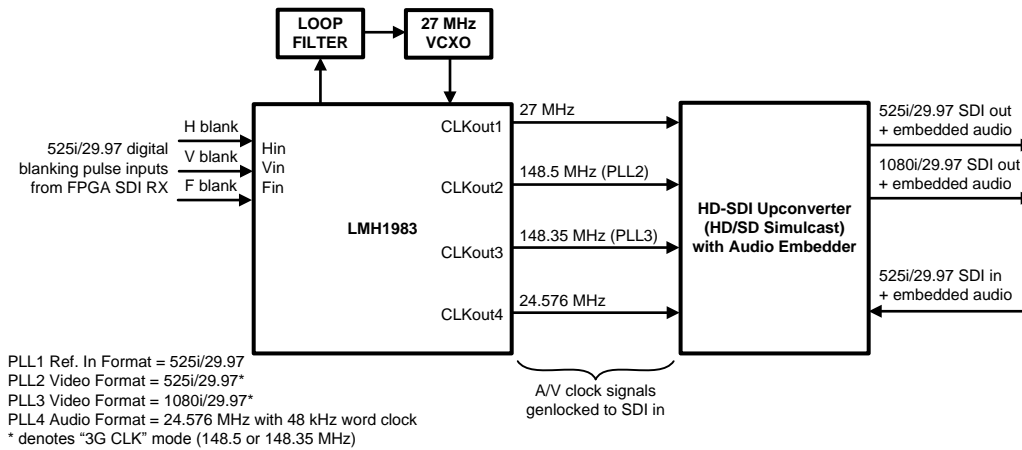 LOOP
FILTER
27 MHz
VCXO
525i/29.97 digital
blanking pulse inputs
from FPGA SDI RX
H blank
V blank
F blank
Hin
Vin
Fin
LMH1983
CLKout1
CLKout2
CLKout3
CLKout4
27 MHz
148.5 MHz (PLL2)
148.35 MHz (PLL3)
24.576 MHz
HD-SDI Upconverter
(HD/SD Simulcast)
with Audio Embedder
525i/29.97 SDI out
+ embedded audio
1080i/29.97 SDI out
+ embedded audio
525i/29.97 SDI in
+ embedded audio
A/V clock signals
genlocked to SDI in
PLL1 Ref. In Format = 525i/29.97
PLL2 Video Format = 525i/29.97*
PLL3 Video Format = 1080i/29.97*
PLL4 Audio Format = 24.576 MHz with 48 kHz word clock
* denotes “3G CLK” mode (148.5 or 148.35 MHz)